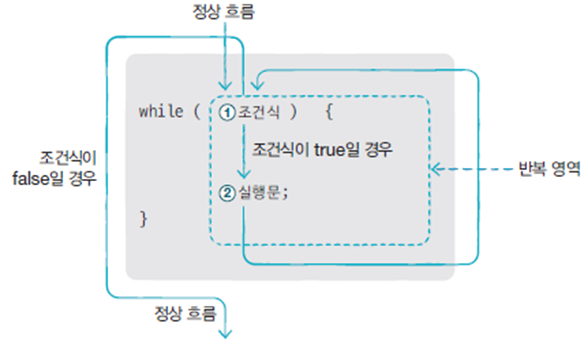 정상 흐름
while ( ①조건식 ) {
조건식이 true일 경우
조건식이
false일 경우
반복 영역
②실행문;
}
정상 흐름